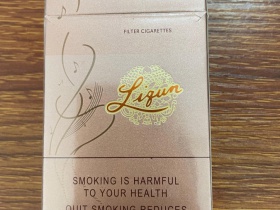 FILTER CIGARETTES
Liqun
SMOKING IS HARMFUL
TO YOUR HEALTH
QUIT SMOKING REDUCES